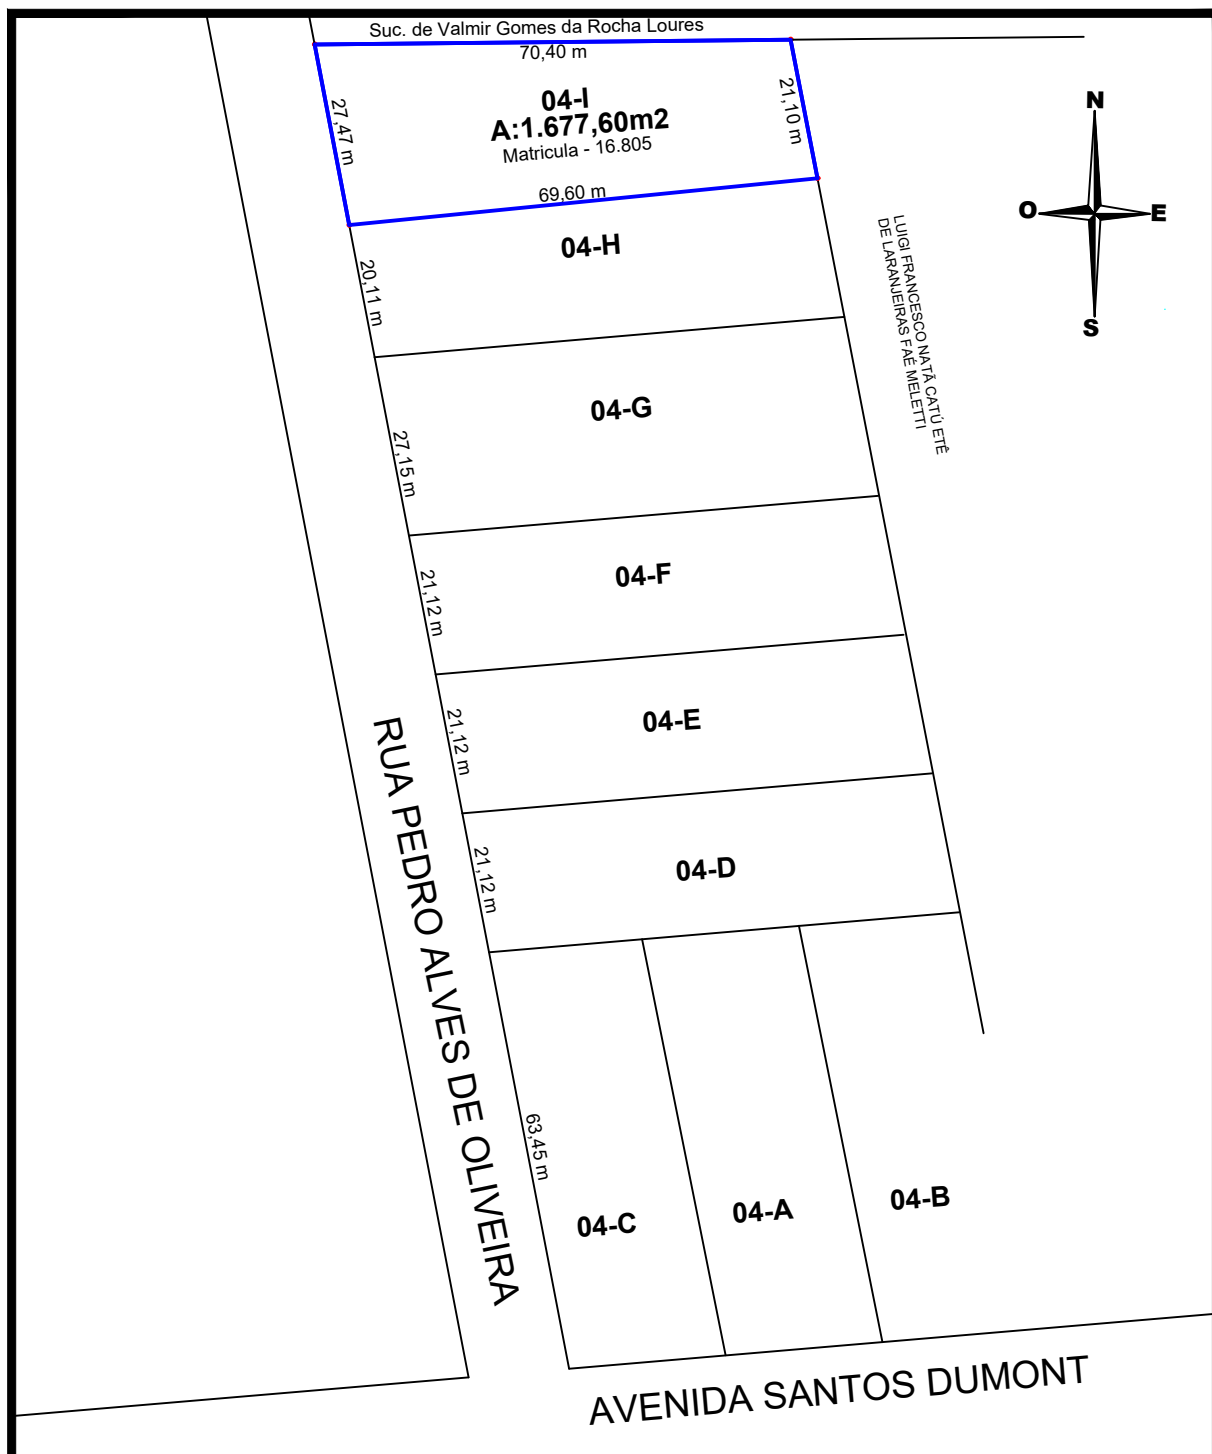 Suc. de Valmir Gomes da Rocha Loures
70,40 m
27,47 m
04-I
A:1.677,60m2
Matricula - 16.805
21,10 m
69,60 m
N
O
E
S
LUIGI FRANCESCO NATÃ CATÚ ETÊ
DE LARANJEIRAS FAÉ MELETTI
04-H
20,11 m
04-G
27,15 m
04-F
21,12 m
04-E
21,12 m
04-D
21,12 m
RUA PEDRO ALVES DE OLIVEIRA
63,45 m
04-C
04-A
04-B
AVENIDA SANTOS DUMONT